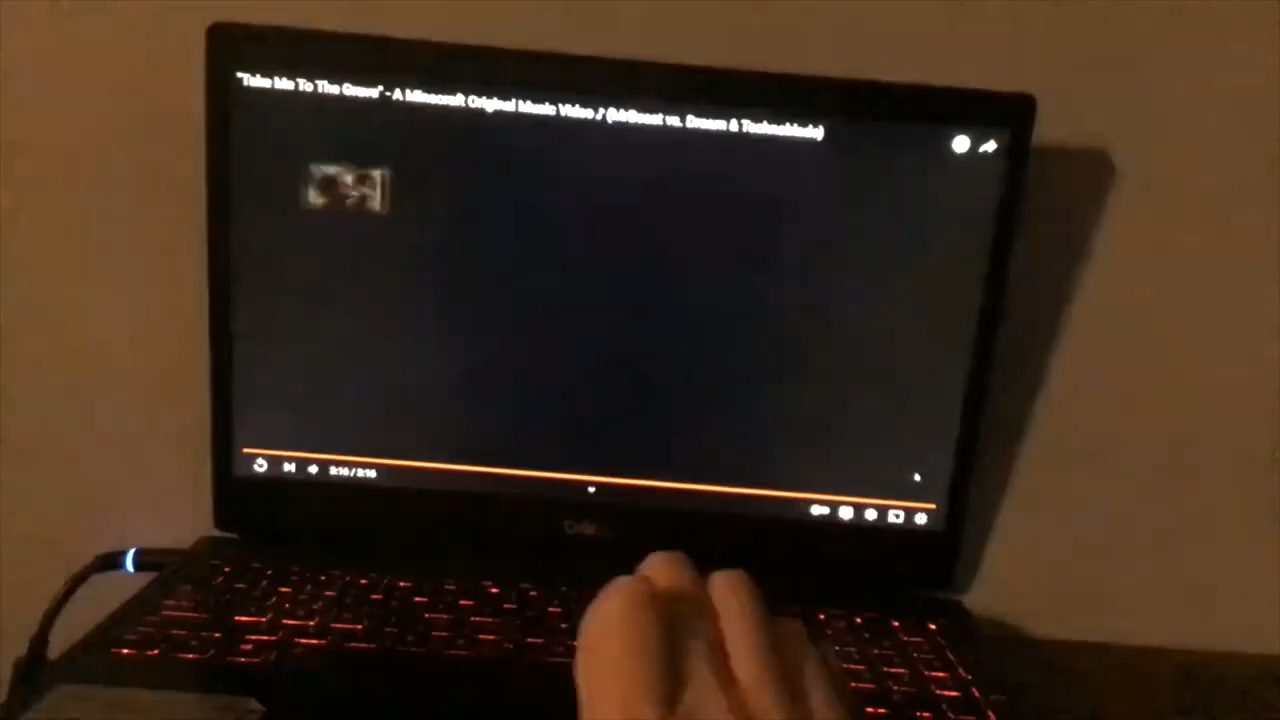 "Take Me To The Grave" - A Minecraft Original Music Video ♪ (MrBeast vs. Dream & Technoblade)